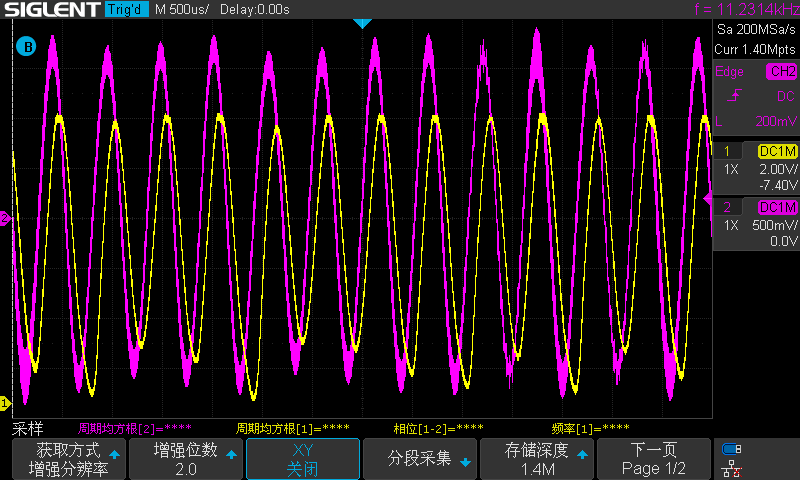 SIGLENT Trig'd M 500us/ Delay:0.00s f = 11.2314kHz
Sa 200MSa/s
Curr 1.40Mpts
B
Edge CH2
DC
L 200mV
1 DC1M
1X 2.00V/
-7.40V
2 DC1M
1X 500mV/
0.0V
2
1
采样 周期均方根[2]=**** 周期均方根[1]=**** 相位[1-2]=**** 频率[1]=****
获取方式 增强位数 XY 分段采集 存储深度 下一页
增强分辨率 2.0 关闭 1.4M Page 1/2